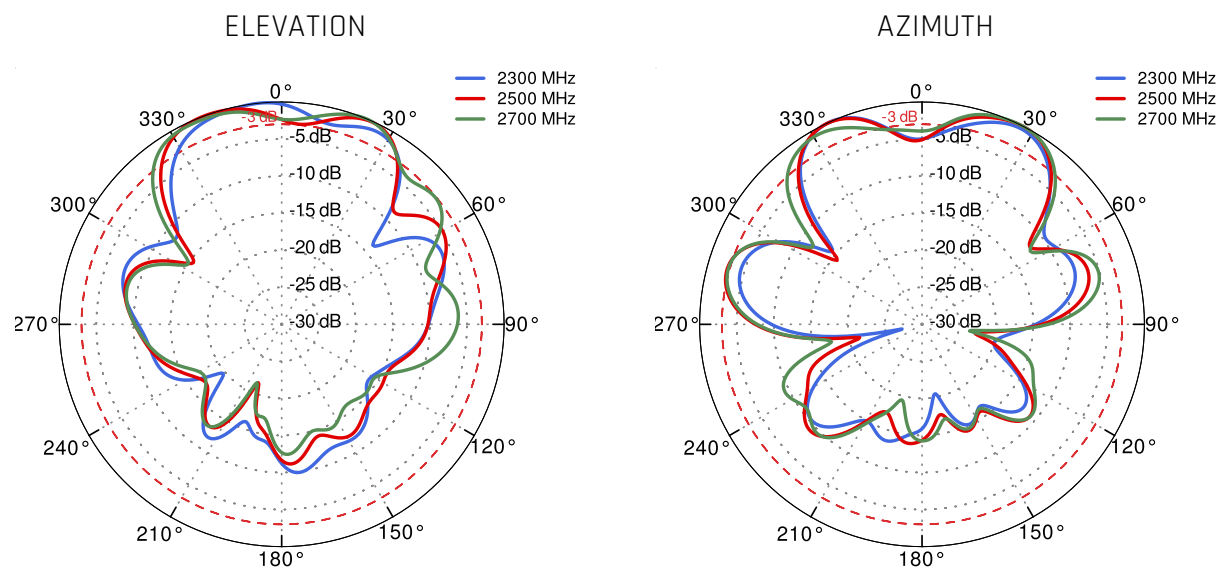 ELEVATION
2300 MHz
2500 MHz
2700 MHz
0°
30°
60°
90°
120°
150°
180°
210°
240°
270°
300°
330°
-3 dB
-5 dB
-10 dB
-15 dB
-20 dB
-25 dB
-30 dB
AZIMUTH
2300 MHz
2500 MHz
2700 MHz
0°
30°
60°
90°
120°
150°
180°
210°
240°
270°
300°
330°
-3 dB
-5 dB
-10 dB
-15 dB
-20 dB
-25 dB
-30 dB